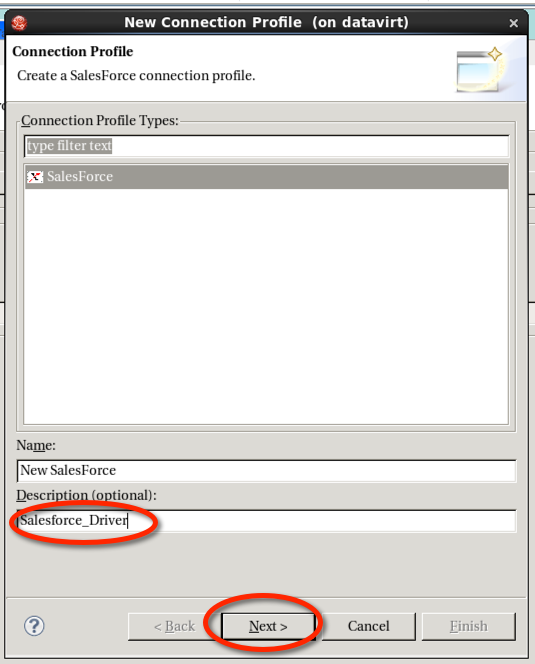 New Connection Profile (on datavirt)
Connection Profile
Create a SalesForce connection profile.
Connection Profile Types:
type filter text
SalesForce
Name:
New SalesForce
Description (optional):
Salesforce_Driver
< Back Next > Cancel Finish